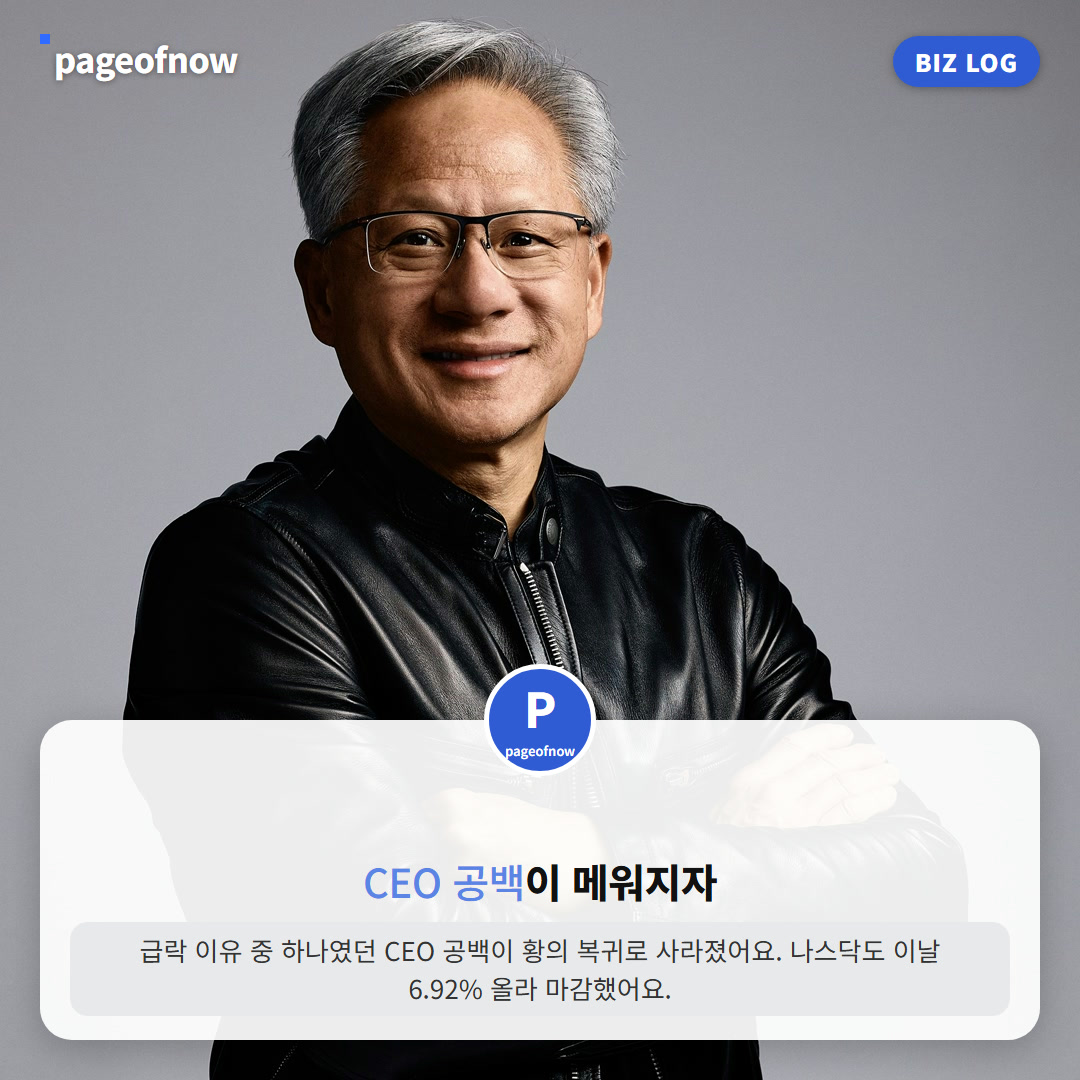 pageofnow
BIZ LOG
P
pageofnow
CEO 공백이 메워지자
급락 이유 중 하나였던 CEO 공백이 황의 복귀로 사라졌어요. 나스닥도 이날
6.92% 올라 마감했어요.